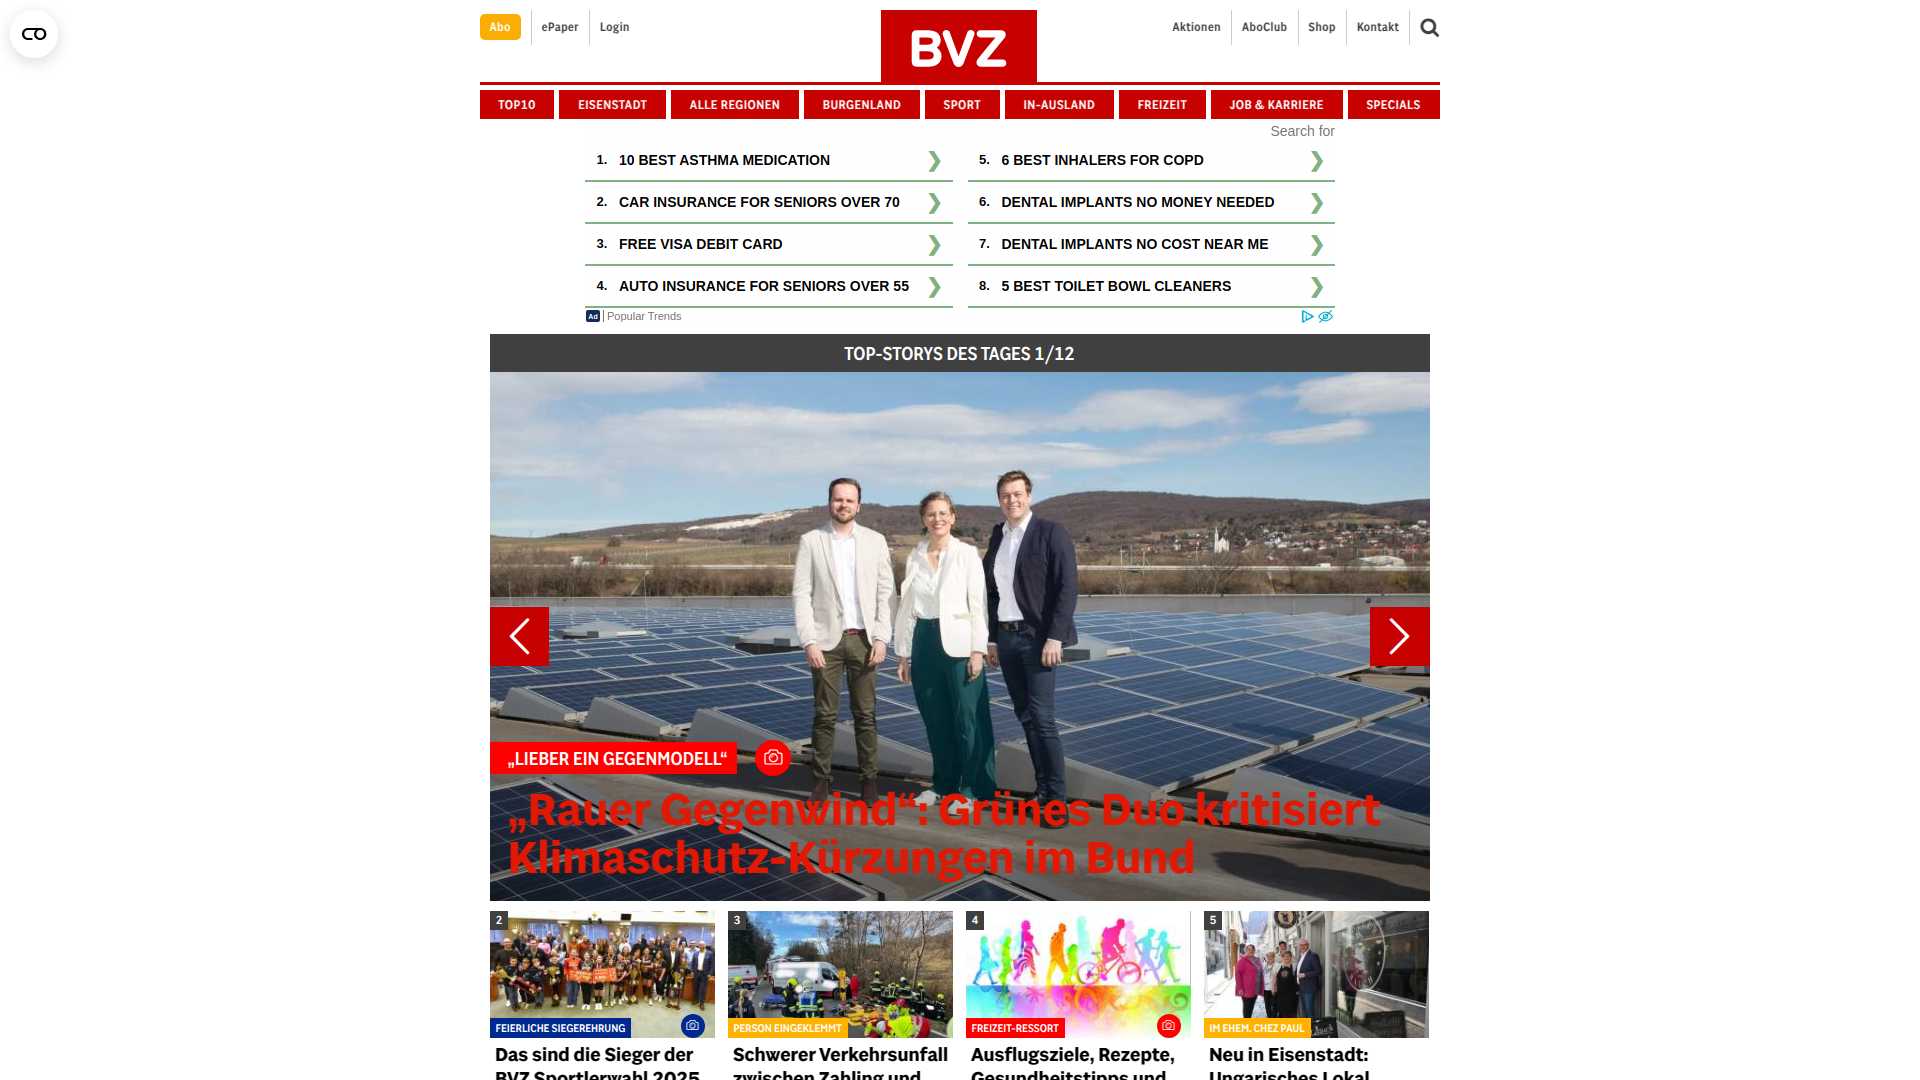 Abo
ePaper
Login
BVZ
Aktionen
AboClub
Shop
Kontakt
TOP10
EISENSTADT
ALLE REGIONEN
BURGENLAND
SPORT
IN-AUSLAND
FREIZEIT
JOB & KARRIERE
SPECIALS
Search for
1. 10 BEST ASTHMA MEDICATION
2. CAR INSURANCE FOR SENIORS OVER 70
3. FREE VISA DEBIT CARD
4. AUTO INSURANCE FOR SENIORS OVER 55
5. 6 BEST INHALERS FOR COPD
6. DENTAL IMPLANTS NO MONEY NEEDED
7. DENTAL IMPLANTS NO COST NEAR ME
8. 5 BEST TOILET BOWL CLEANERS
Ad | Popular Trends
TOP-STORYS DES TAGES 1/12
„LIEBER EIN GEGENMODELL“
„Rauer Gegenwind“: Grünes Duo kritisiert
Klimaschutz-Kürzungen im Bund
2
FEIERLICHE SIEGEREHRUNG
Das sind die Sieger der
BVZ Sportlerwahl 2025
3
PERSON EINGEKLEMMT
Schwerer Verkehrsunfall
zwischen Zahling und
4
FREIZEIT-RESSORT
Ausflugsziele, Rezepte,
Gesundheitstipps und
5
IM EHEM. CHEZ PAUL
Neu in Eisenstadt:
Ungarisches Lokal